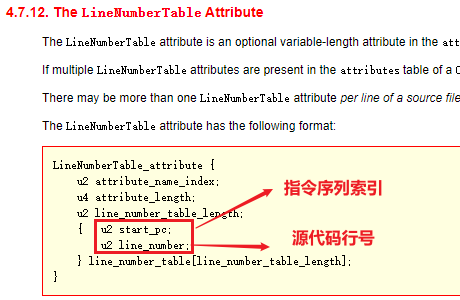 4.7.12. The LineNumberTable Attribute
The LineNumberTable attribute is an optional variable-length attribute in the
If multiple LineNumberTable attributes are present in the attributes table of a
There may be more than one LineNumberTable attribute per line of a source file
The LineNumberTable attribute has the following format:
LineNumberTable_attribute {
u2 attribute_name_index;
u4 attribute_length;
u2 line_number_table_length;
{ u2 start_pc;
u2 line_number;
} line_number_table[line_number_table_length];
}
指令序列索引
源代码行号